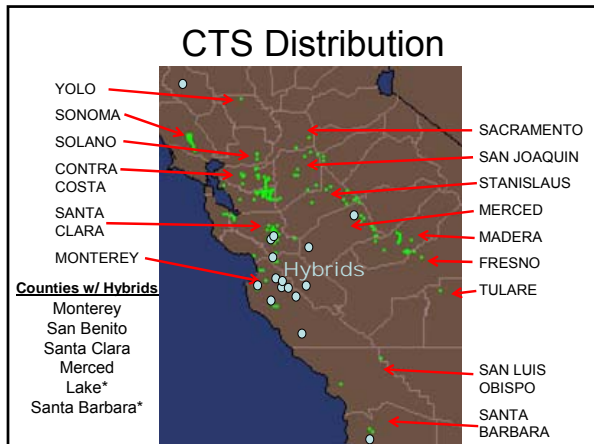 CTS Distribution
YOLO
SONOMA
SOLANO
CONTRA
COSTA
SANTA
CLARA
MONTEREY
Counties w/ Hybrids
Monterey
San Benito
Santa Clara
Merced
Lake*
Santa Barbara*
Hybrids
SACRAMENTO
SAN JOAQUIN
STANISLAUS
MERCED
MADERA
FRESNO
TULARE
SAN LUIS
OBISPO
SANTA
BARBARA